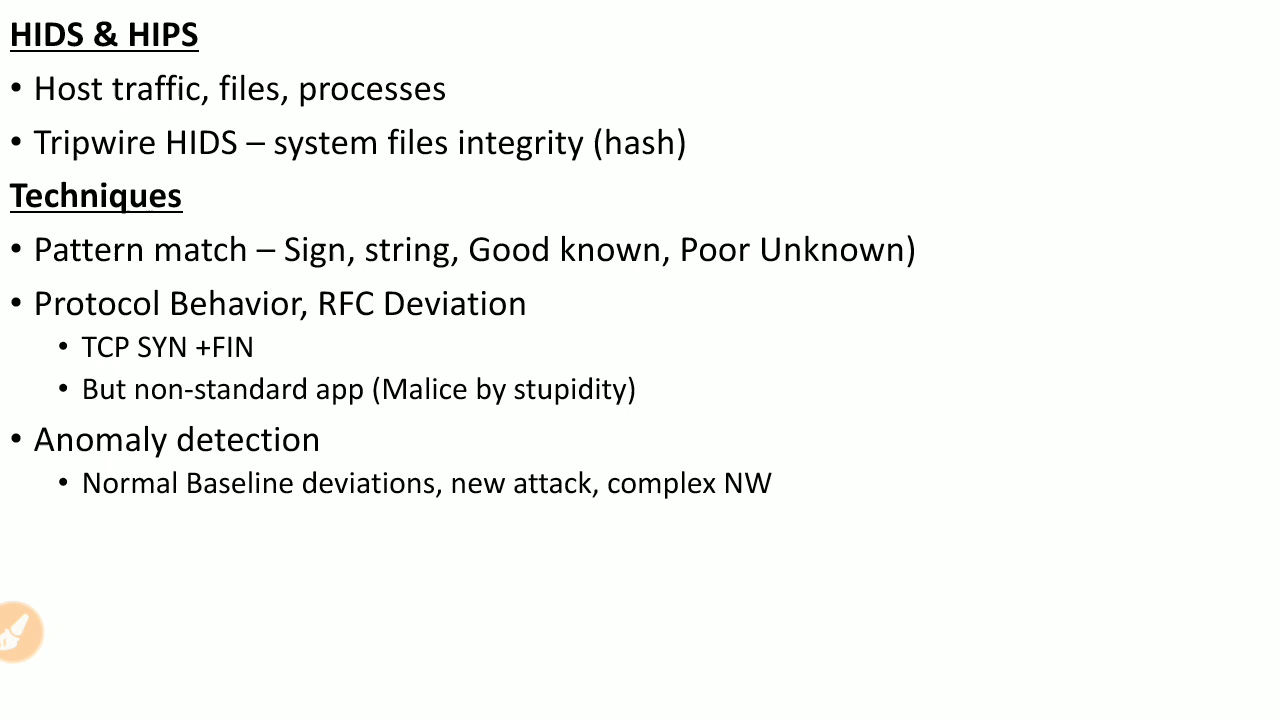 HIDS & HIPS
• Host traffic, files, processes
• Tripwire HIDS – system files integrity (hash)
Techniques
• Pattern match – Sign, string, Good known, Poor Unknown)
• Protocol Behavior, RFC Deviation
• TCP SYN +FIN
• But non-standard app (Malice by stupidity)
• Anomaly detection
• Normal Baseline deviations, new attack, complex NW